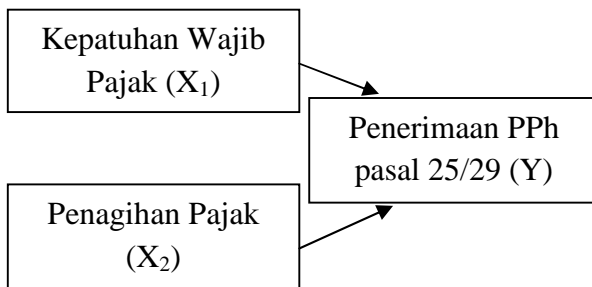 Kepatuhan Wajib
Pajak (X₁)
Penerimaan PPh
pasal 25/29 (Y)
Penagihan Pajak
(X₂)